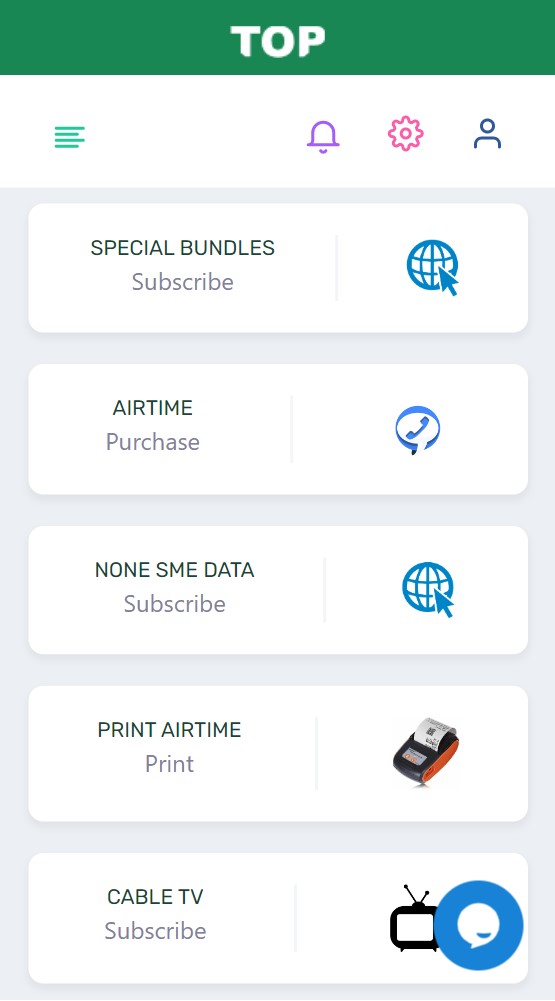 TOP
SPECIAL BUNDLES
Subscribe
AIRTIME
Purchase
NONE SME DATA
Subscribe
PRINT AIRTIME
Print
CABLE TV
Subscribe